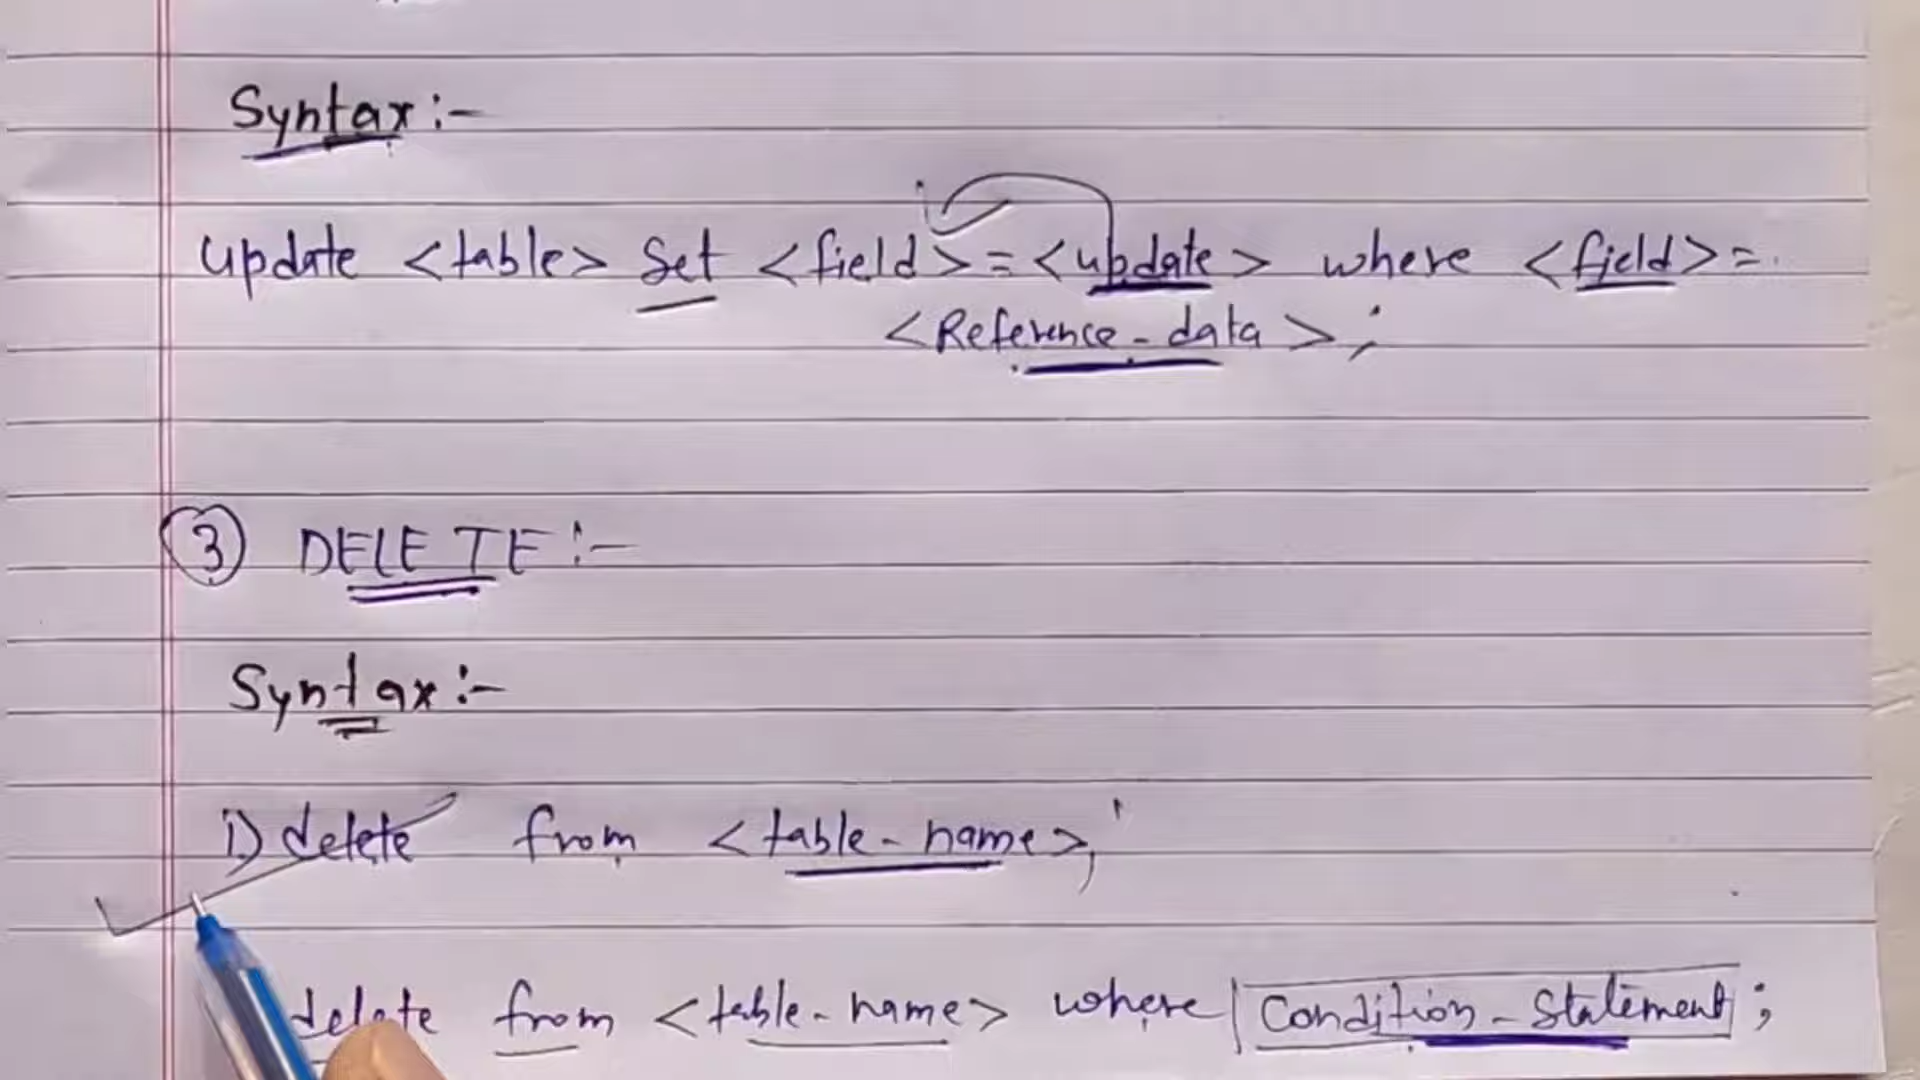 Syntax:-
Update <table> Set <field>=<update> where <field>=
<Reference-data>;
3 DELETE:-
Syntax:-
i) delete from <table-name>;
delete from <table-name> where Condition-Statement;